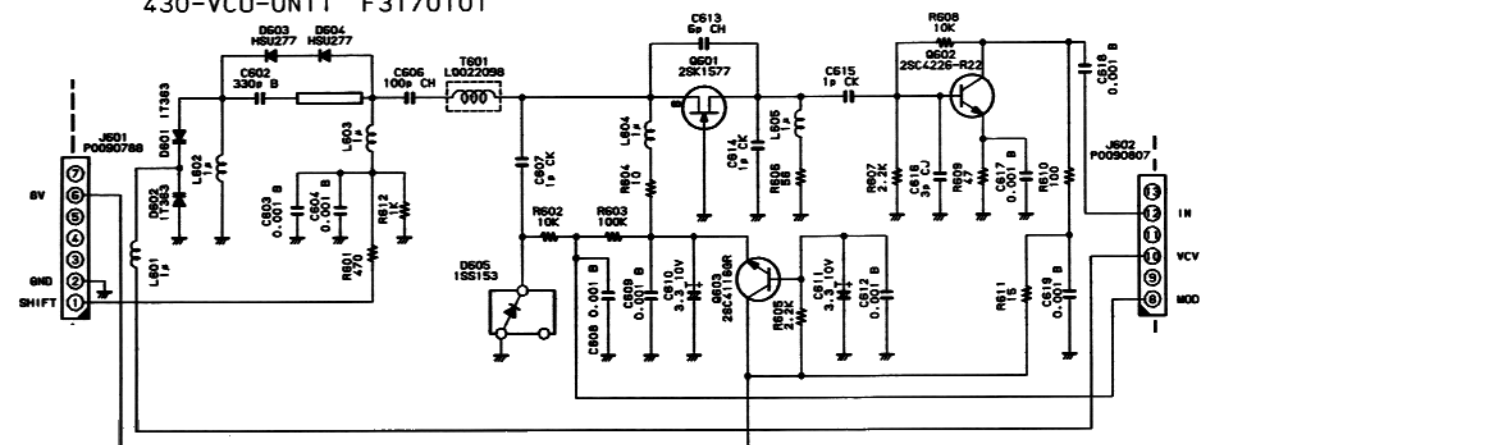 430-VCO-UNIT F3170101
D603
HSU277
D604
HSU277
C602
330p B
C606
100p CH
T601
L0022098
C613
6p CH
Q601
2SK1577
C615
1p CK
R608
10K
Q602
2SC4226-R22
C618
0.001 B
J601
P0090788
7
6
5
4
3
2
1
8V
GND
SHIFT
D601 1T363
D602
1T363
L601
1μ
L602
1μ
L603
1μ
C603
0.001 B
C604
0.001 B
R612
1K
R601
470
C607
1p CK
L604
1μ
R604
10
C614
1p CK
L605
1μ
R606
56
R607
2.2K
C616
3p CJ
R609
47
C617
0.001 B
R610
100
R602
10K
R603
100K
D605
1SS153
C608 0.001 B
C609
0.001 B
C610
3.3 10V
Q603
2SC4116GR
R605
2.2K
C611
3.3 10V
C612
0.001 B
R611
15
C619
0.001 B
J602
P0090807
13
12
11
10
9
8
IN
VCV
MOD